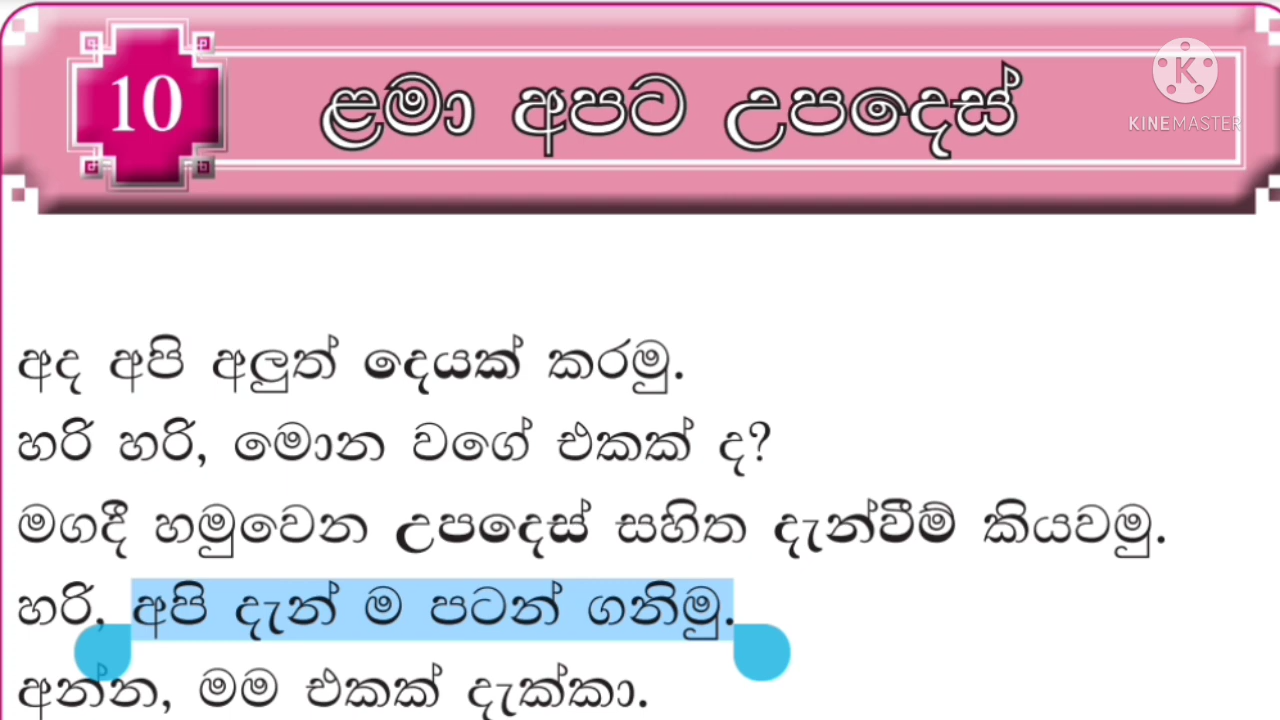 10
ළමා අපට උපදෙස්
KINEMASTER
අද අපි අලුත් දෙයක් කරමු.
හරි හරි, මොන වගේ එකක් ද?
මගදී හමුවෙන උපදෙස් සහිත දැන්වීම් කියවමු.
හරි, අපි දැන් ම පටන් ගනිමු.
අන්න, මම එකක් දැක්කා.